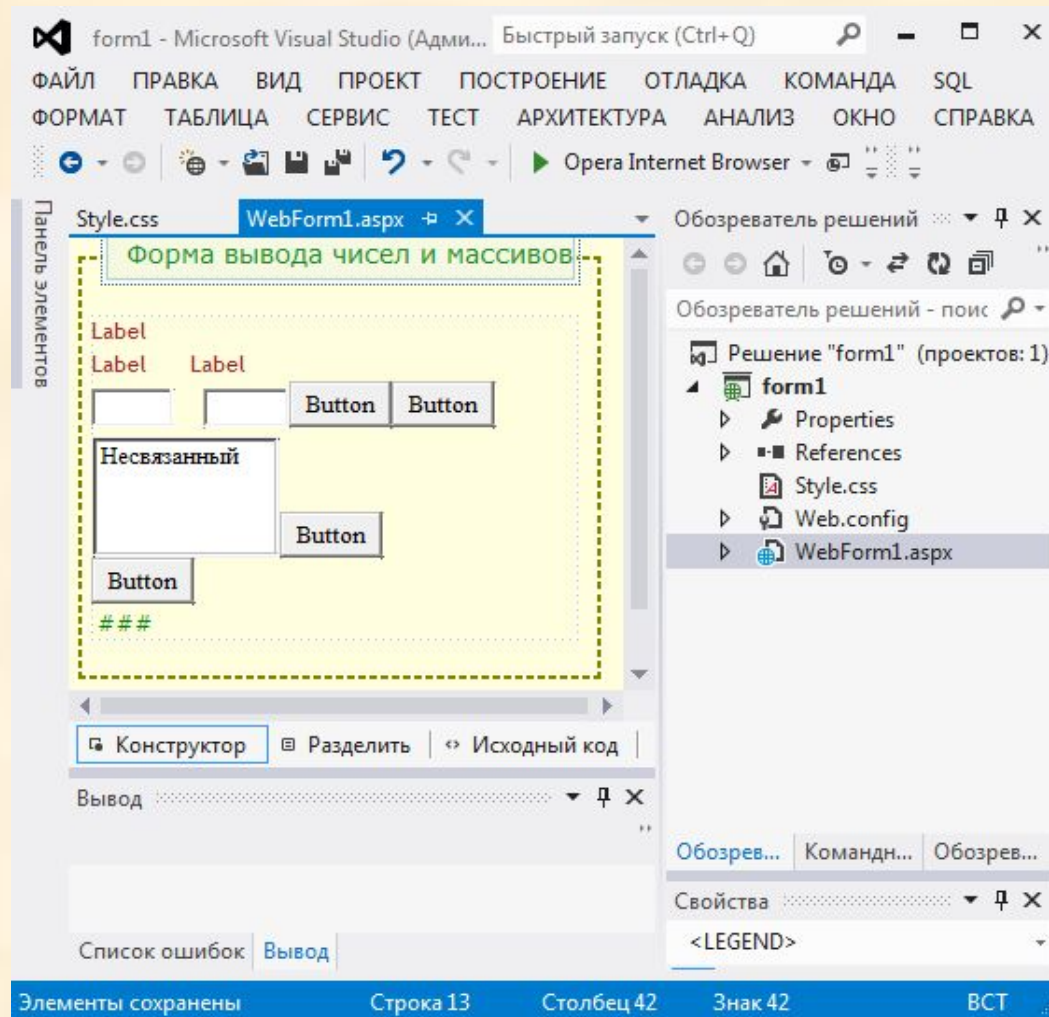 form1 - Microsoft Visual Studio (Адми... Быстрый запуск (Ctrl+Q)
ФАЙЛ ПРАВКА ВИД ПРОЕКТ ПОСТРОЕНИЕ ОТЛАДКА КОМАНДА SQL
ФОРМАТ ТАБЛИЦА СЕРВИС ТЕСТ АРХИТЕКТУРА АНАЛИЗ ОКНО СПРАВКА
Opera Internet Browser
Панель элементов
Style.css WebForm1.aspx
Форма вывода чисел и массивов
Label
Label Label
Button Button
Несвязанный
Button
Button
###
Конструктор Разделить Исходный код
Вывод
Список ошибок Вывод
Обозреватель решений
Обозреватель решений - поис
Решение "form1" (проектов: 1)
form1
Properties
References
Style.css
Web.config
WebForm1.aspx
Обозрев... Командн... Обозрев...
Свойства
<LEGEND>
Элементы сохранены Строка 13 Столбец 42 Знак 42 ВСТ